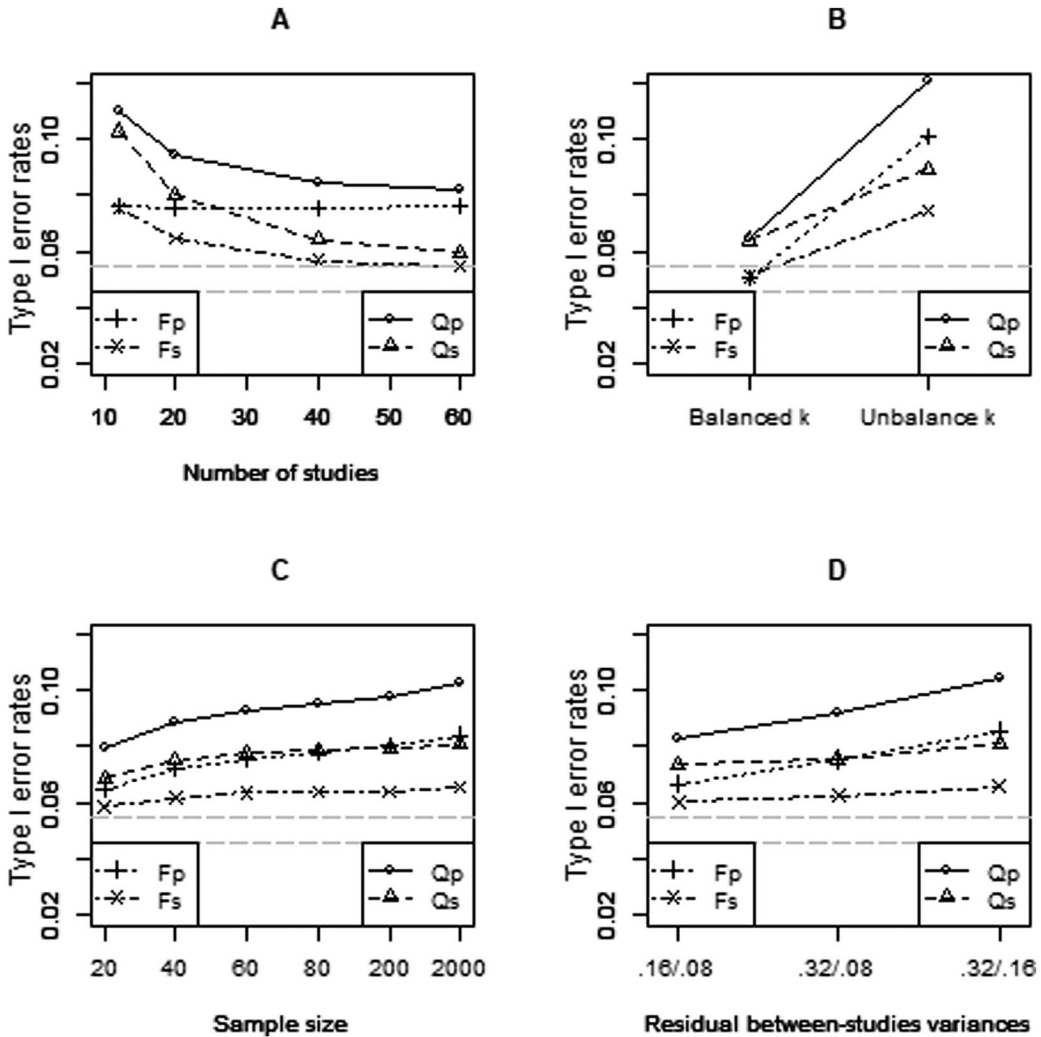 A
Type I error rates
0.02 0.06 0.10
Fp
Fs
Qp
Qs
10 20 30 40 50 60
Number of studies
B
Type I error rates
0.02 0.06 0.10
Fp
Fs
Qp
Qs
Balanced k Unbalance k
C
Type I error rates
0.02 0.06 0.10
Fp
Fs
Qp
Qs
20 40 60 80 200 2000
Sample size
D
Type I error rates
0.02 0.06 0.10
Fp
Fs
Qp
Qs
.16/.08 .32/.08 .32/.16
Residual between-studies variances